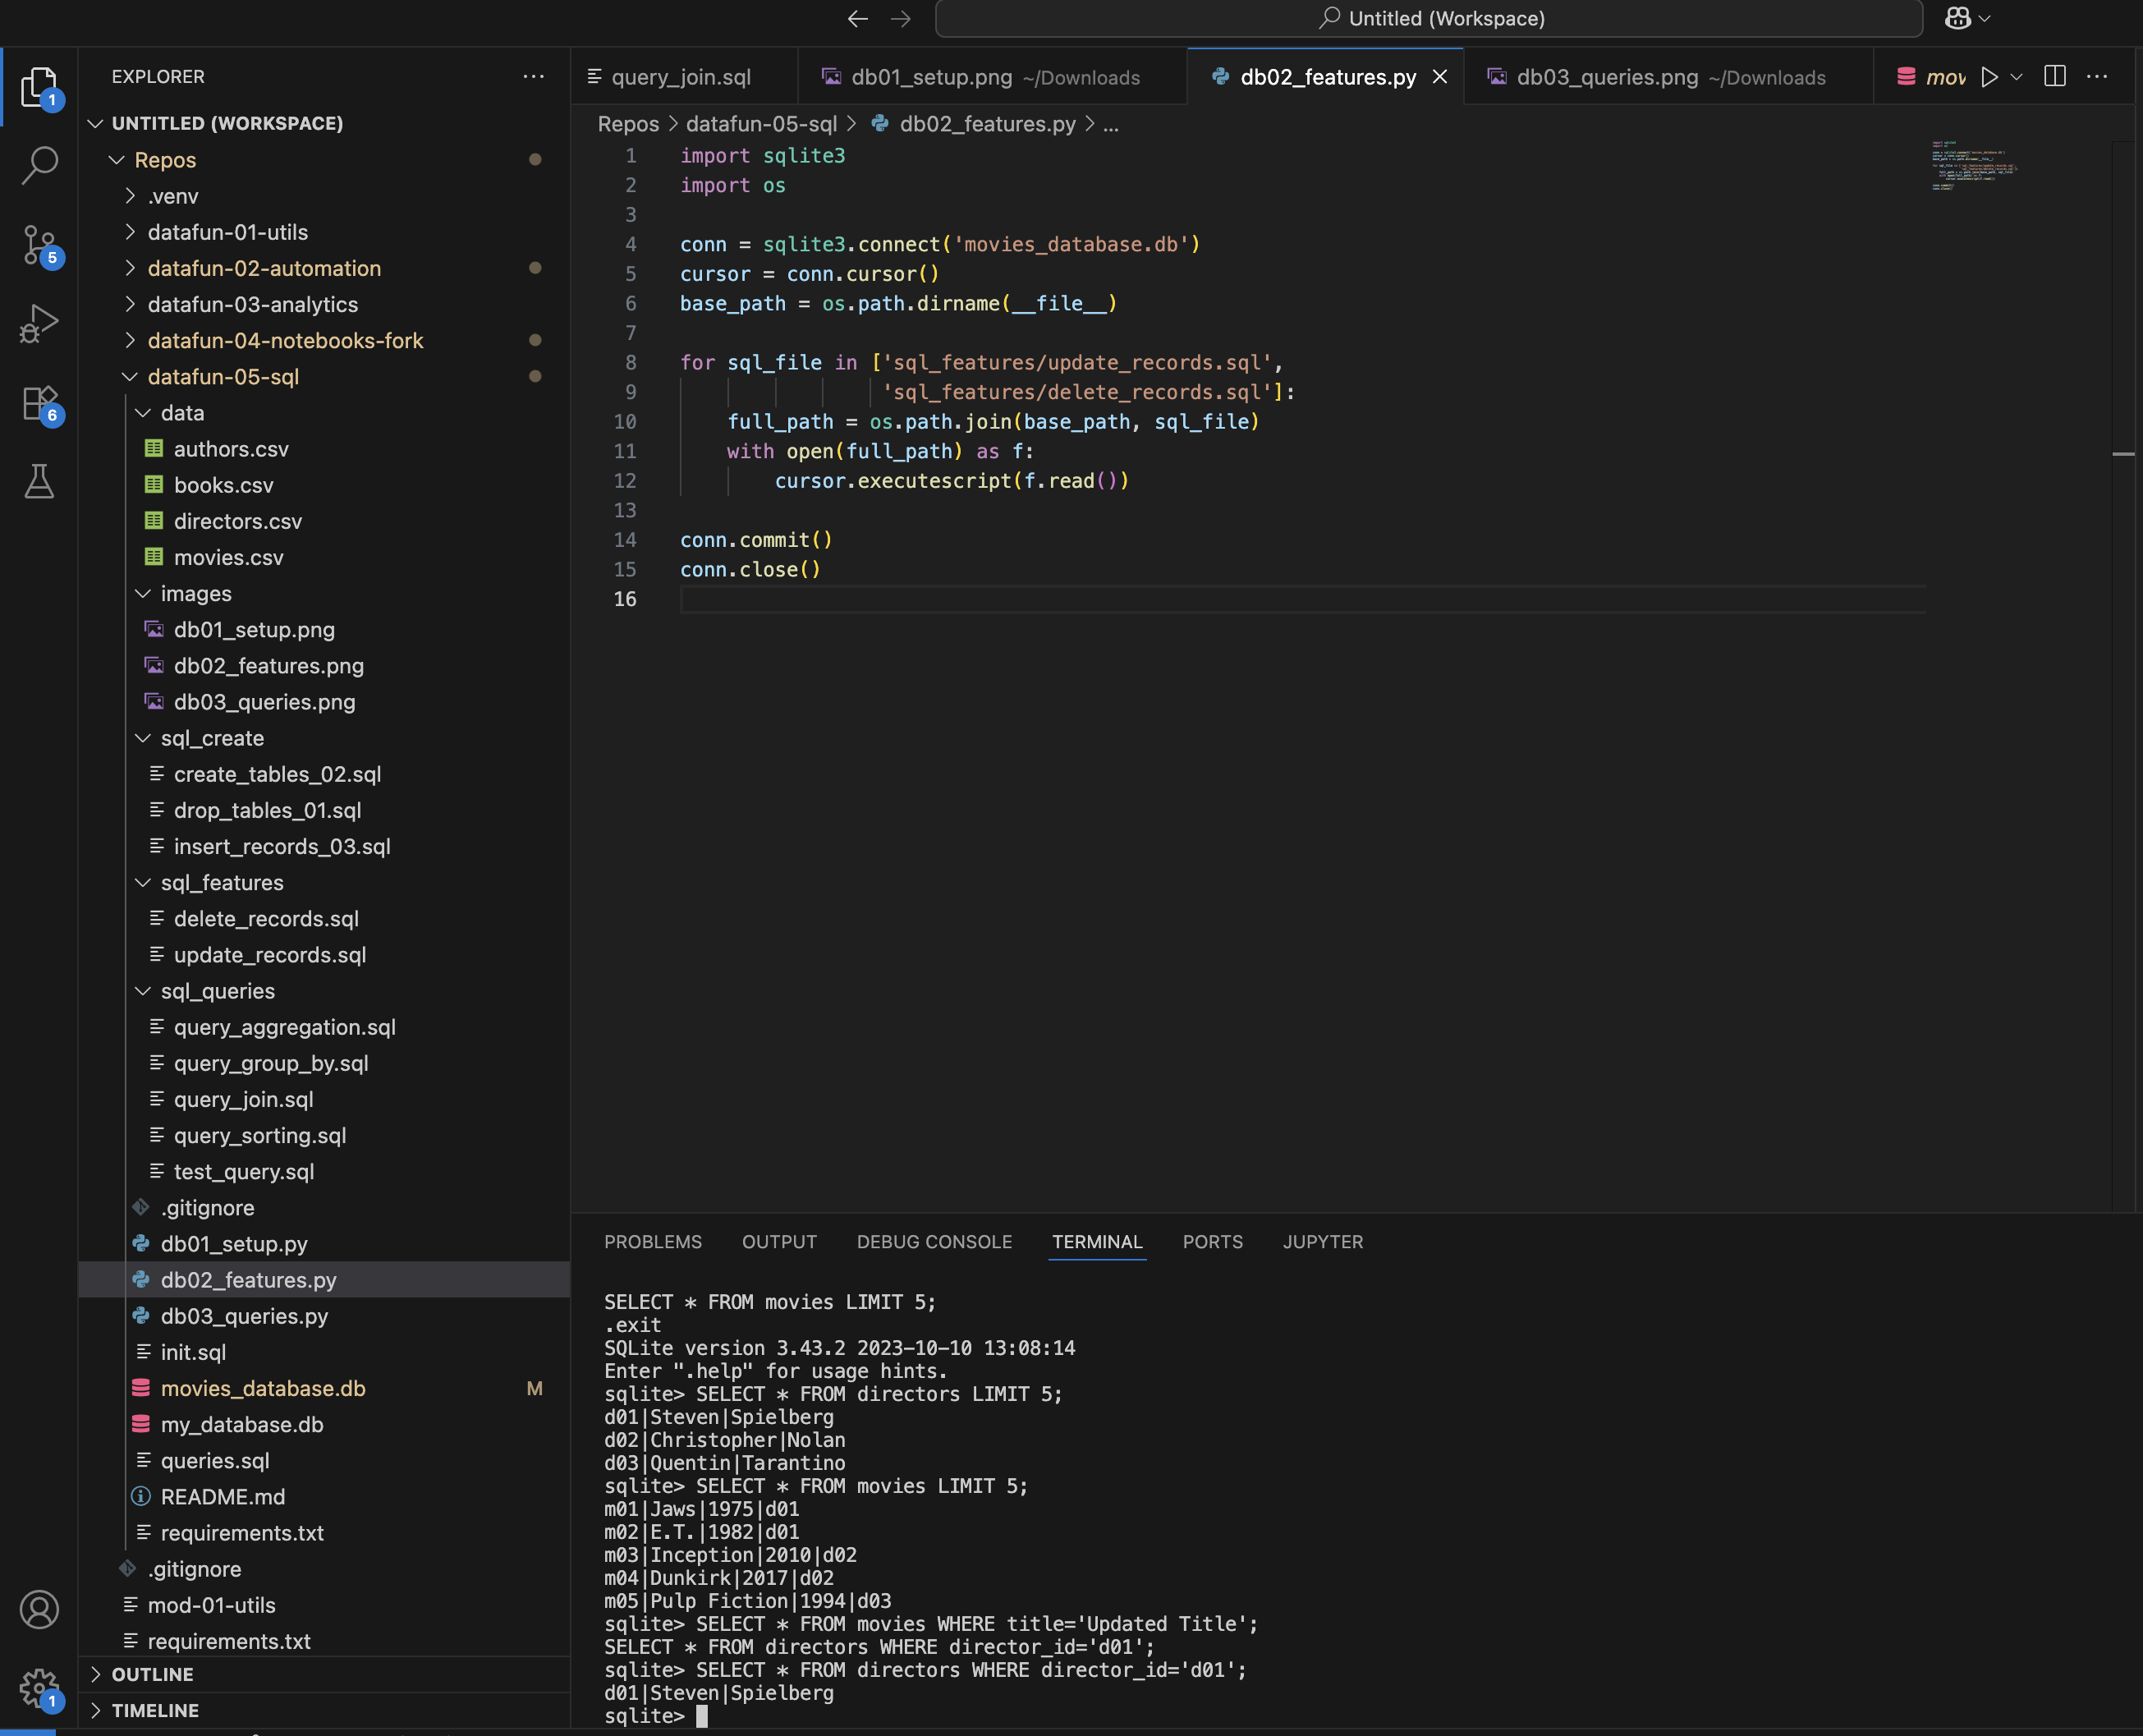 Untitled (Workspace)
1
5
6
1
EXPLORER
UNTITLED (WORKSPACE)
Repos
.venv
datafun-01-utils
datafun-02-automation
datafun-03-analytics
datafun-04-notebooks-fork
datafun-05-sql
data
authors.csv
books.csv
directors.csv
movies.csv
images
db01_setup.png
db02_features.png
db03_queries.png
sql_create
create_tables_02.sql
drop_tables_01.sql
insert_records_03.sql
sql_features
delete_records.sql
update_records.sql
sql_queries
query_aggregation.sql
query_group_by.sql
query_join.sql
query_sorting.sql
test_query.sql
.gitignore
db01_setup.py
db02_features.py
db03_queries.py
init.sql
movies_database.db M
my_database.db
queries.sql
README.md
requirements.txt
.gitignore
mod-01-utils
requirements.txt
OUTLINE
TIMELINE
query_join.sql db01_setup.png ~/Downloads db02_features.py db03_queries.png ~/Downloads mov
Repos > datafun-05-sql > db02_features.py > ...
1 import sqlite3
2 import os
3
4 conn = sqlite3.connect('movies_database.db')
5 cursor = conn.cursor()
6 base_path = os.path.dirname(__file__)
7
8 for sql_file in ['sql_features/update_records.sql',
9 'sql_features/delete_records.sql']:
10 full_path = os.path.join(base_path, sql_file)
11 with open(full_path) as f:
12 cursor.executescript(f.read())
13
14 conn.commit()
15 conn.close()
16
PROBLEMS OUTPUT DEBUG CONSOLE TERMINAL PORTS JUPYTER
SELECT * FROM movies LIMIT 5;
.exit
SQLite version 3.43.2 2023-10-10 13:08:14
Enter ".help" for usage hints.
sqlite> SELECT * FROM directors LIMIT 5;
d01|Steven|Spielberg
d02|Christopher|Nolan
d03|Quentin|Tarantino
sqlite> SELECT * FROM movies LIMIT 5;
m01|Jaws|1975|d01
m02|E.T.|1982|d01
m03|Inception|2010|d02
m04|Dunkirk|2017|d02
m05|Pulp Fiction|1994|d03
sqlite> SELECT * FROM movies WHERE title='Updated Title';
SELECT * FROM directors WHERE director_id='d01';
sqlite> SELECT * FROM directors WHERE director_id='d01';
d01|Steven|Spielberg
sqlite>